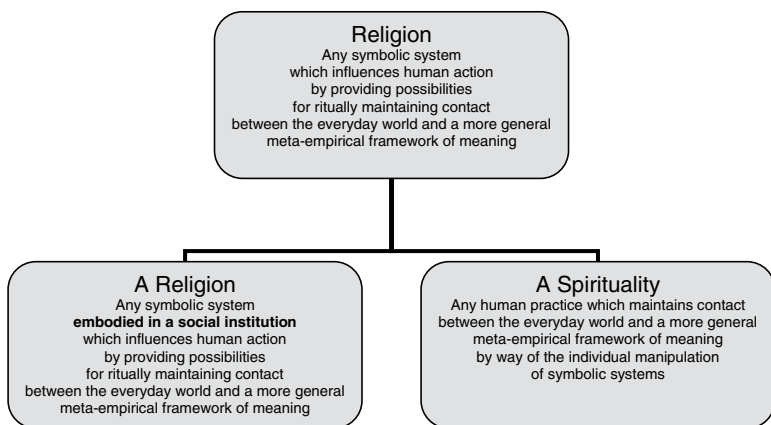 Religion
Any symbolic system
which influences human action
by providing possibilities
for ritually maintaining contact
between the everyday world and a more general
meta-empirical framework of meaning
A Religion
Any symbolic system
embodied in a social institution
which influences human action
by providing possibilities
for ritually maintaining contact
between the everyday world and a more general
meta-empirical framework of meaning
A Spirituality
Any human practice which maintains contact
between the everyday world and a more general
meta-empirical framework of meaning
by way of the individual manipulation
of symbolic systems